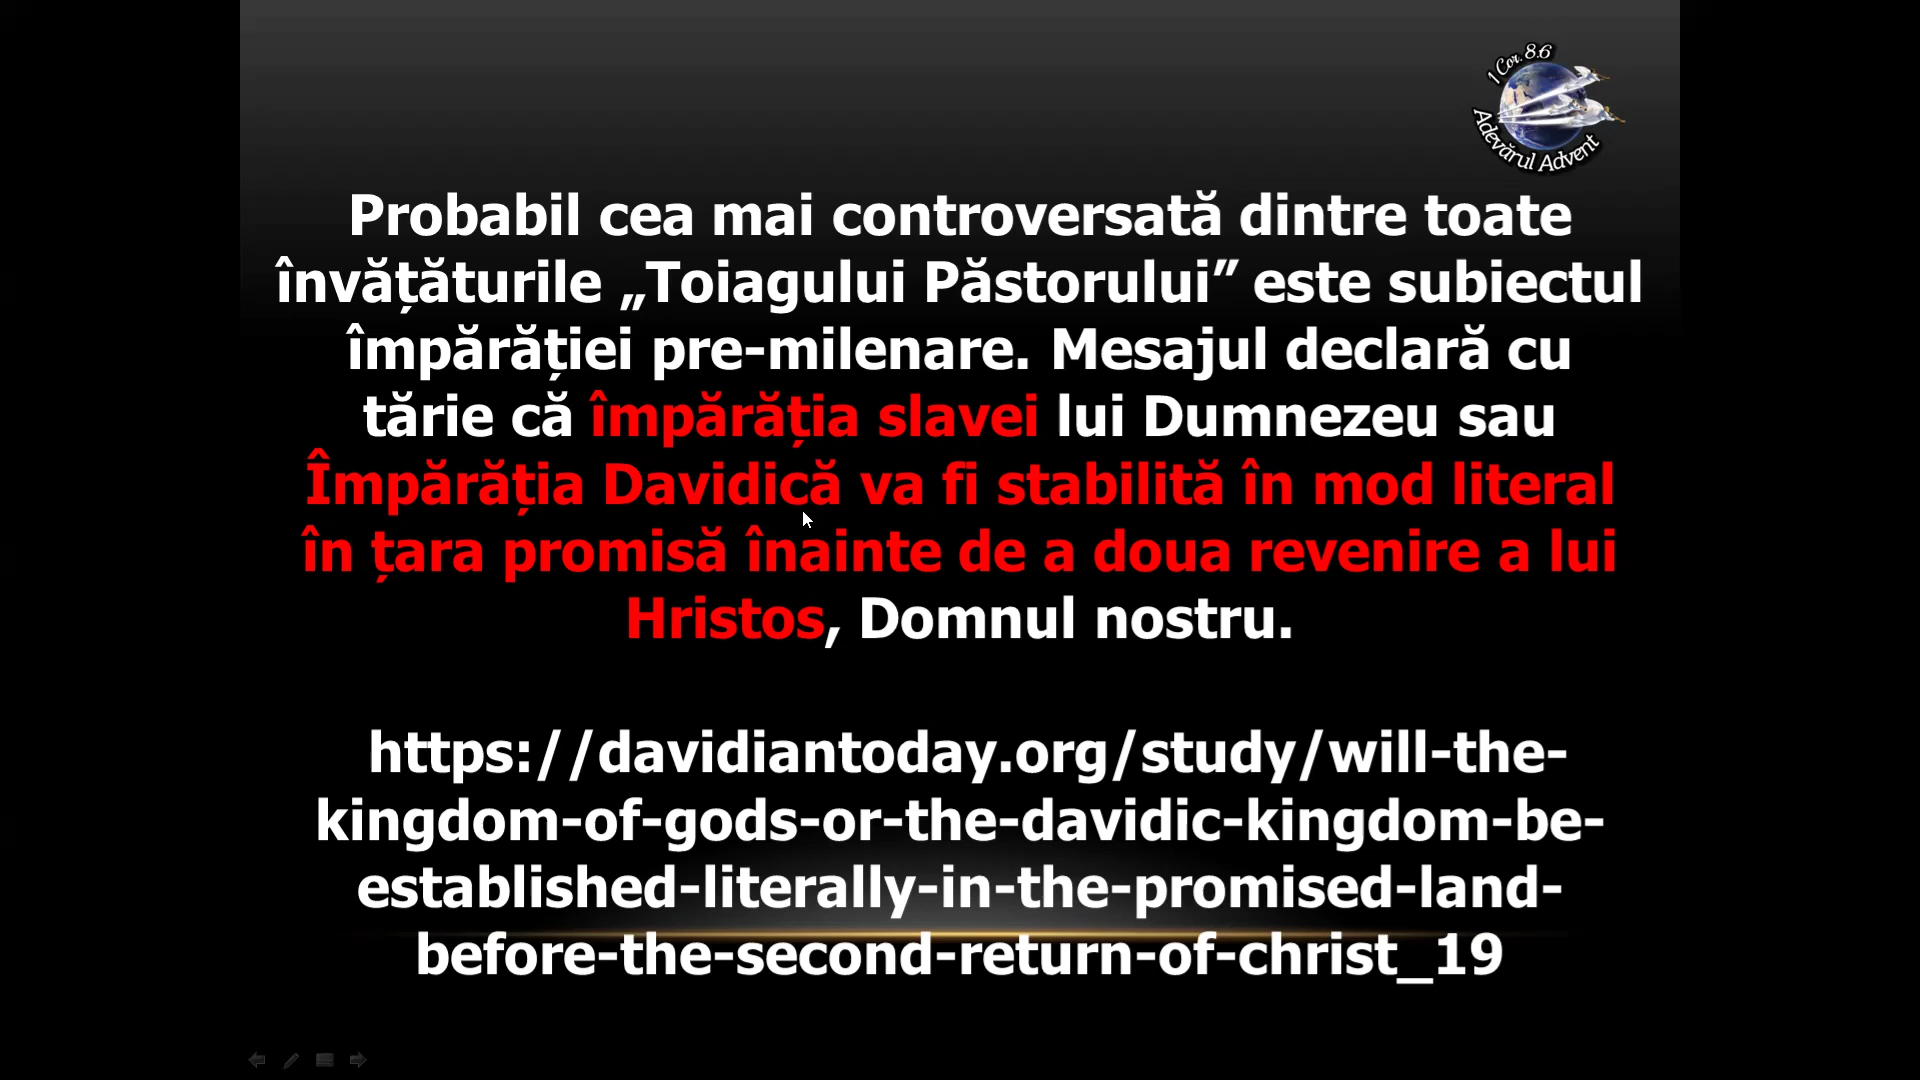 1 Cor. 8:6
Adevărul Advent
Probabil cea mai controversată dintre toate
învățăturile „Toiagului Păstorului” este subiectul
împărăției pre-milenare. Mesajul declară cu
tărie că împărăția slavei lui Dumnezeu sau
Împărăția Davidică va fi stabilită în mod literal
în țara promisă înainte de a doua revenire a lui
Hristos, Domnul nostru.
https://davidiantoday.org/study/will-the-
kingdom-of-gods-or-the-davidic-kingdom-be-
established-literally-in-the-promised-land-
before-the-second-return-of-christ_19